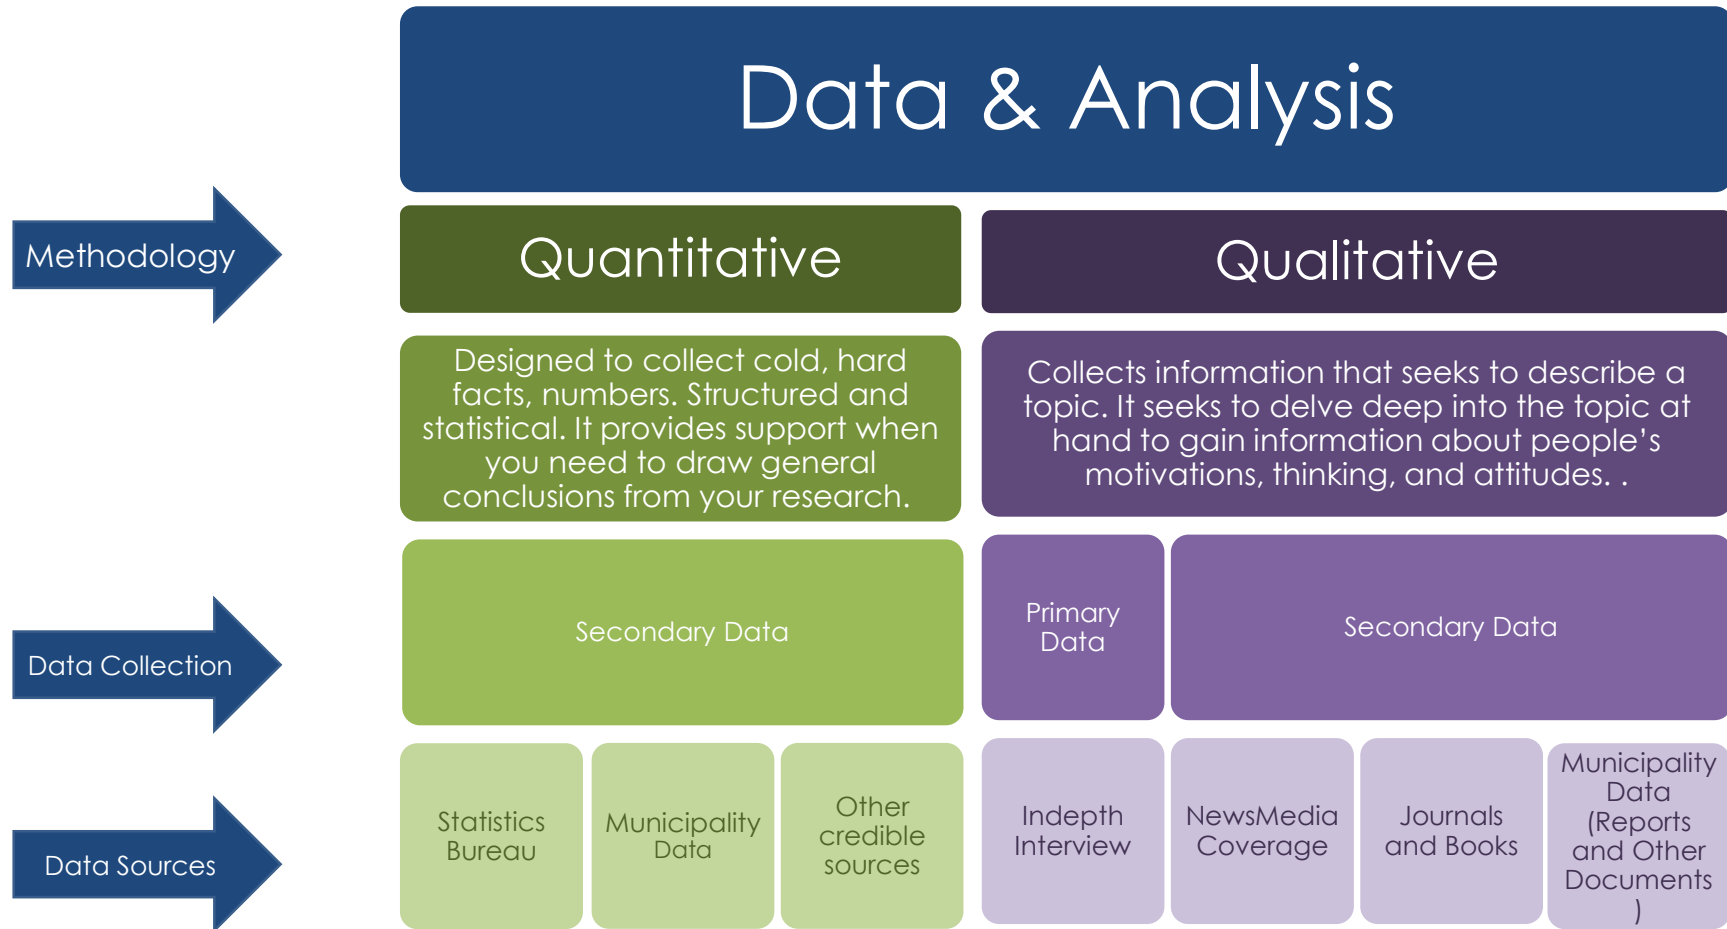 Data & Analysis
Methodology
Quantitative
Qualitative
Designed to collect cold, hard
facts, numbers. Structured and
statistical. It provides support when
you need to draw general
conclusions from your research.
Collects information that seeks to describe a
topic. It seeks to delve deep into the topic at
hand to gain information about people’s
motivations, thinking, and attitudes. .
Data Collection
Secondary Data
Primary
Data
Secondary Data
Data Sources
Statistics
Bureau
Municipality
Data
Other
credible
sources
Indepth
Interview
NewsMedia
Coverage
Journals
and Books
Municipality
Data
(Reports
and Other
Documents
)